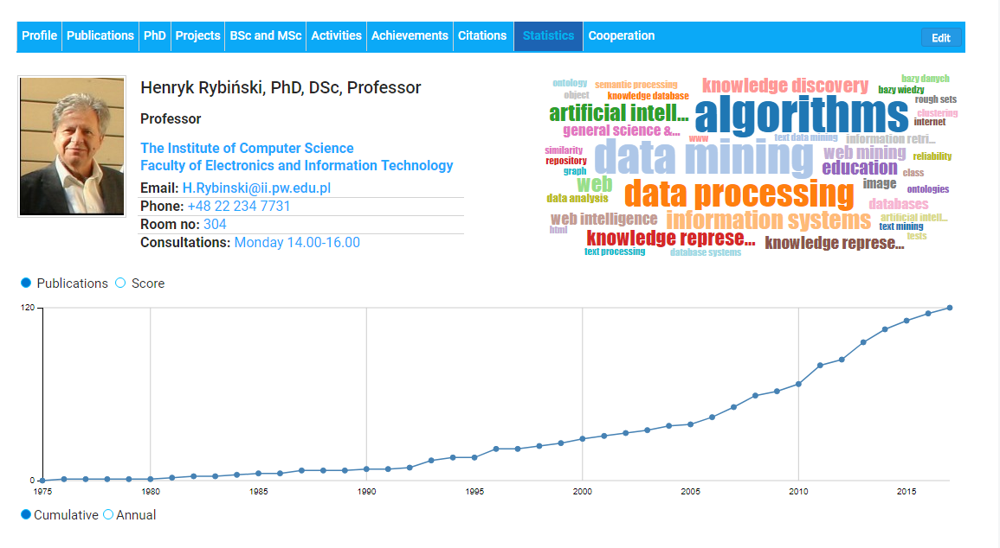 Profile Publications PhD Projects BSc and MSc Activities Achievements Citations Statistics Cooperation Edit
Henryk Rybiński, PhD, DSc, Professor
Professor
The Institute of Computer Science
Faculty of Electronics and Information Technology
Email: H.Rybinski@ii.pw.edu.pl
Phone: +48 22 234 7731
Room no: 304
Consultations: Monday 14.00-16.00
ontology
semantic processing
knowledge discovery
bazy danych
object
knowledge database
bazy wiedzy
rough sets
artificial intell...
algorithms
clustering
internet
general science &...
www
text data mining
information retri...
similarity
data mining
web mining
reliability
repository
education
graph
class
web
data processing
image
ontologies
data analysis
databases
web intelligence
information systems
artificial intell...
html
text mining
knowledge represe...
knowledge represe...
tests
text processing
database systems
Publications Score
120
0
1975 1980 1985 1990 1995 2000 2005 2010 2015
Cumulative Annual